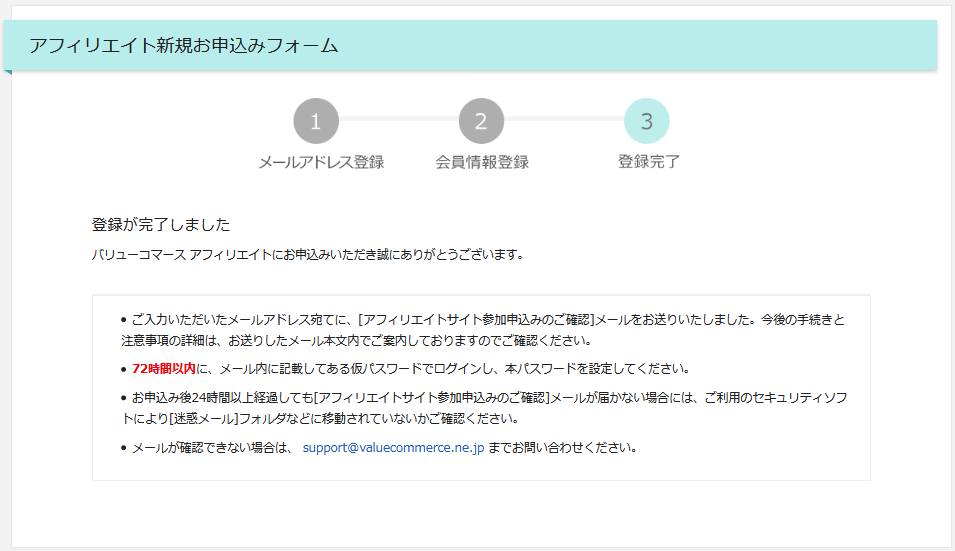 アフィリエイト新規お申込みフォーム
1
2
3
メールアドレス登録
会員情報登録
登録完了
登録が完了しました
バリューコマース アフィリエイトにお申込みいただき誠にありがとうございます。
• ご入力いただいたメールアドレス宛てに、[アフィリエイトサイト参加申込みのご確認]メールをお送りいたしました。今後の手続きと
注意事項の詳細は、お送りしたメール本文内でご案内しておりますのでご確認ください。
• 72時間以内に、メール内に記載してある仮パスワードでログインし、本パスワードを設定してください。
• お申込み後24時間以上経過しても[アフィリエイトサイト参加申込みのご確認]メールが届かない場合には、ご利用のセキュリティソフ
トにより[迷惑メール]フォルダなどに移動されていないかご確認ください。
• メールが確認できない場合は、 support@valuecommerce.ne.jp までお問い合わせください。